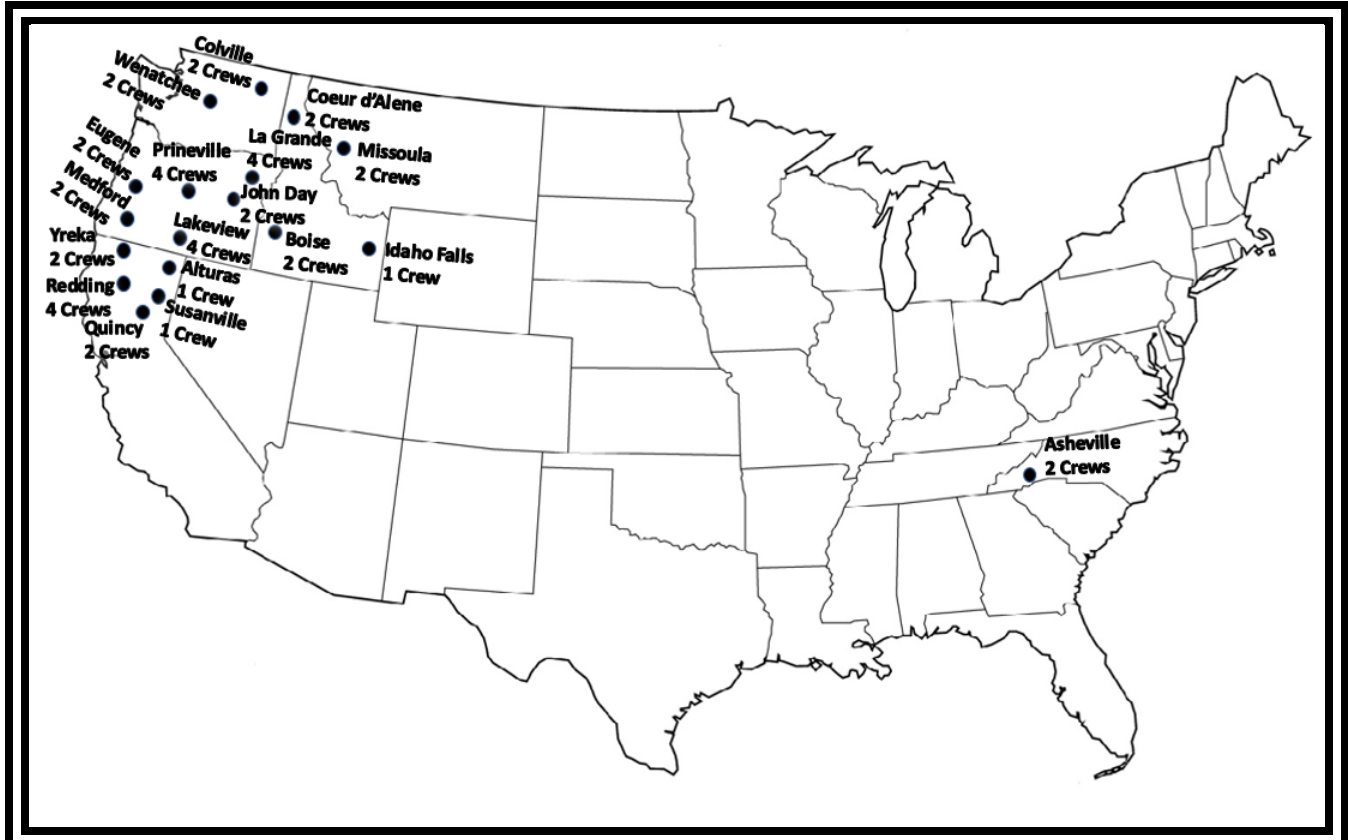 Colville
2 Crews
Wenatchee
2 Crews
Coeur d'Alene
2 Crews
La Grande
4 Crews
Missoula
2 Crews
Eugene
2 Crews
Prineville
4 Crews
John Day
2 Crews
Medford
2 Crews
Lakeview
4 Crews
Boise
2 Crews
Idaho Falls
1 Crew
Yreka
2 Crews
Alturas
1 Crew
Redding
4 Crews
Susanville
1 Crew
Quincy
2 Crews
Asheville
2 Crews